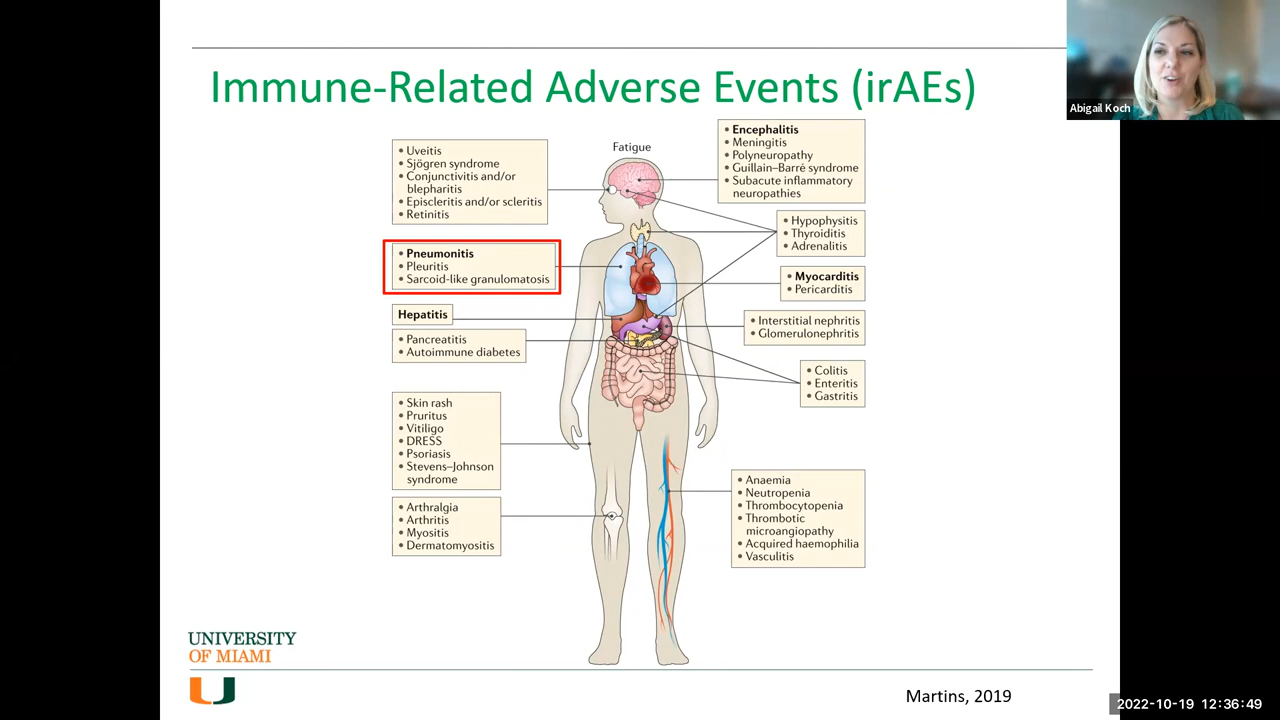 Immune-Related Adverse Events (irAEs)
Abigail Koch
Fatigue
• Uveitis
• Sjögren syndrome
• Conjunctivitis and/or
blepharitis
• Episcleritis and/or scleritis
• Retinitis
• Pneumonitis
• Pleuritis
• Sarcoid-like granulomatosis
Hepatitis
• Pancreatitis
• Autoimmune diabetes
• Skin rash
• Pruritus
• Vitiligo
• DRESS
• Psoriasis
• Stevens–Johnson
syndrome
• Arthralgia
• Arthritis
• Myositis
• Dermatomyositis
• Encephalitis
• Meningitis
• Polyneuropathy
• Guillain–Barré syndrome
• Subacute inflammatory
neuropathies
• Hypophysitis
• Thyroiditis
• Adrenalitis
• Myocarditis
• Pericarditis
• Interstitial nephritis
• Glomerulonephritis
• Colitis
• Enteritis
• Gastritis
• Anaemia
• Neutropenia
• Thrombocytopenia
• Thrombotic
microangiopathy
• Acquired haemophilia
• Vasculitis
UNIVERSITY
OF MIAMI
Martins, 2019
2022-10-19 12:36:49